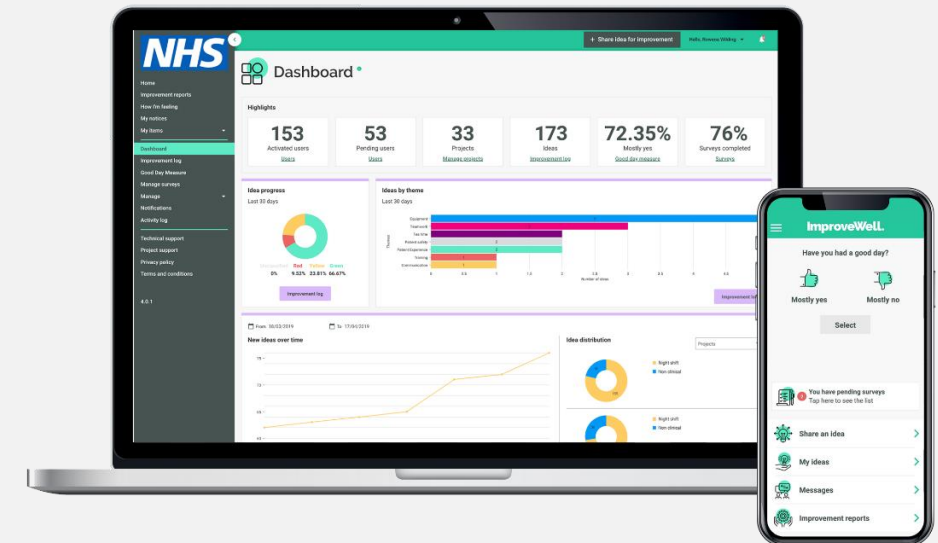 NHS
+ Share Idea for improvement
Home
Improvement reports
How I'm feeling
My notices
My items
Dashboard
Improvement log
Good Day Measure
Manage surveys
Manage
Notifications
Activity log
Technical support
Project support
Privacy policy
Terms and conditions
4.0.1
Dashboard
Highlights
153
Activated users
Users
53
Pending users
Users
33
Projects
Manage projects
173
Ideas
Improvement log
72.35%
Mostly yes
Good day measure
76%
Surveys completed
Surveys
Idea progress
Last 30 days
Red Yellow Green
0% 9.52% 23.81% 66.67%
Improvement log
Ideas by theme
Last 30 days
Equipment
Teamwork
Patient safety
Patient Experience
Training
Communication
Number of ideas
From
To 17/04/2019
New ideas over time
Idea distribution
Projects
Night shift
Non clinical
Night shift
Non clinical
ImproveWell.
Have you had a good day?
Mostly yes
Mostly no
Select
You have pending surveys
Tap here to see the list
Share an idea
My ideas
Messages
Improvement reports